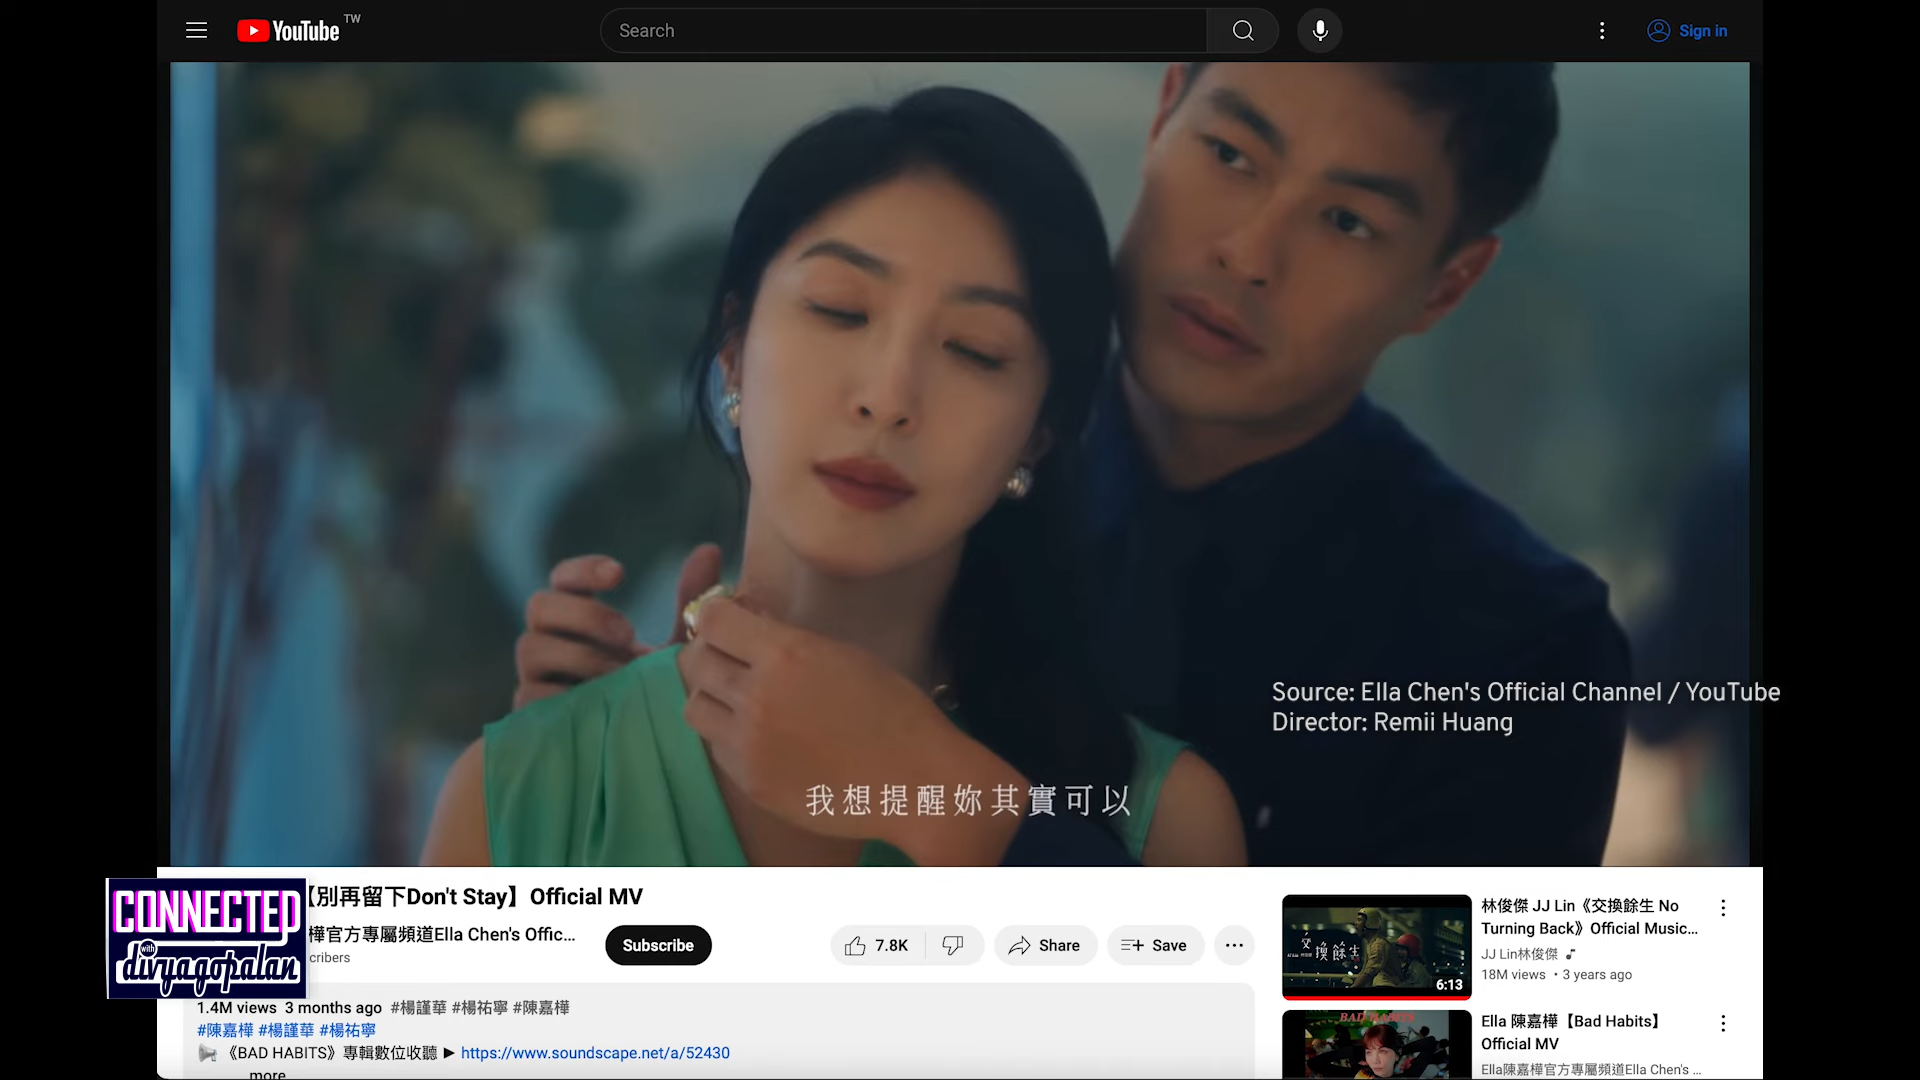 YouTube TW
Search
Sign in
Source: Ella Chen's Official Channel / YouTube
Director: Remii Huang
我想提醒妳其實可以
CONNECTED
with
divyagopalan
【別再留下Don't Stay】Official MV
樺官方專屬頻道Ella Chen's Offic...
cribers
Subscribe
7.8K
Share
Save
1.4M views 3 months ago #楊謹華 #楊祐寧 #陳嘉樺
#陳嘉樺 #楊謹華 #楊祐寧
《BAD HABITS》專輯數位收聽 ► https://www.soundscape.net/a/52430
...more
交換餘生
6:13
林俊傑 JJ Lin《交換餘生 No
Turning Back》Official Music...
JJ Lin林俊傑
18M views • 3 years ago
BAD HABITS
Ella 陳嘉樺【Bad Habits】
Official MV
Ella陳嘉樺官方專屬頻道Ella Chen's ...